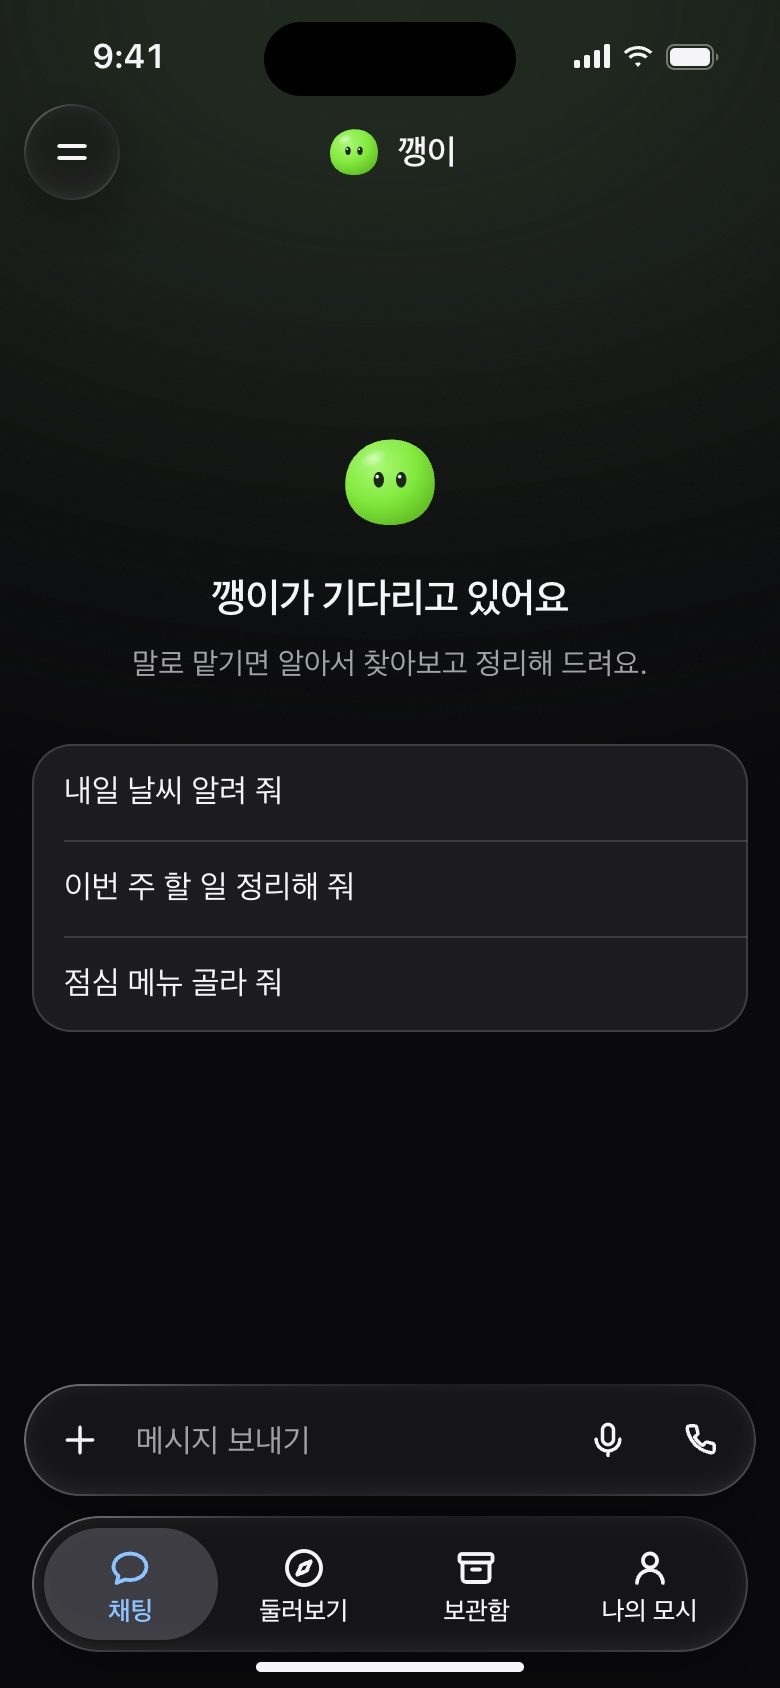 9:41
깽이
깽이가 기다리고 있어요
말로 맡기면 알아서 찾아보고 정리해 드려요.
내일 날씨 알려 줘
이번 주 할 일 정리해 줘
점심 메뉴 골라 줘
메시지 보내기
채팅
둘러보기
보관함
나의 모시